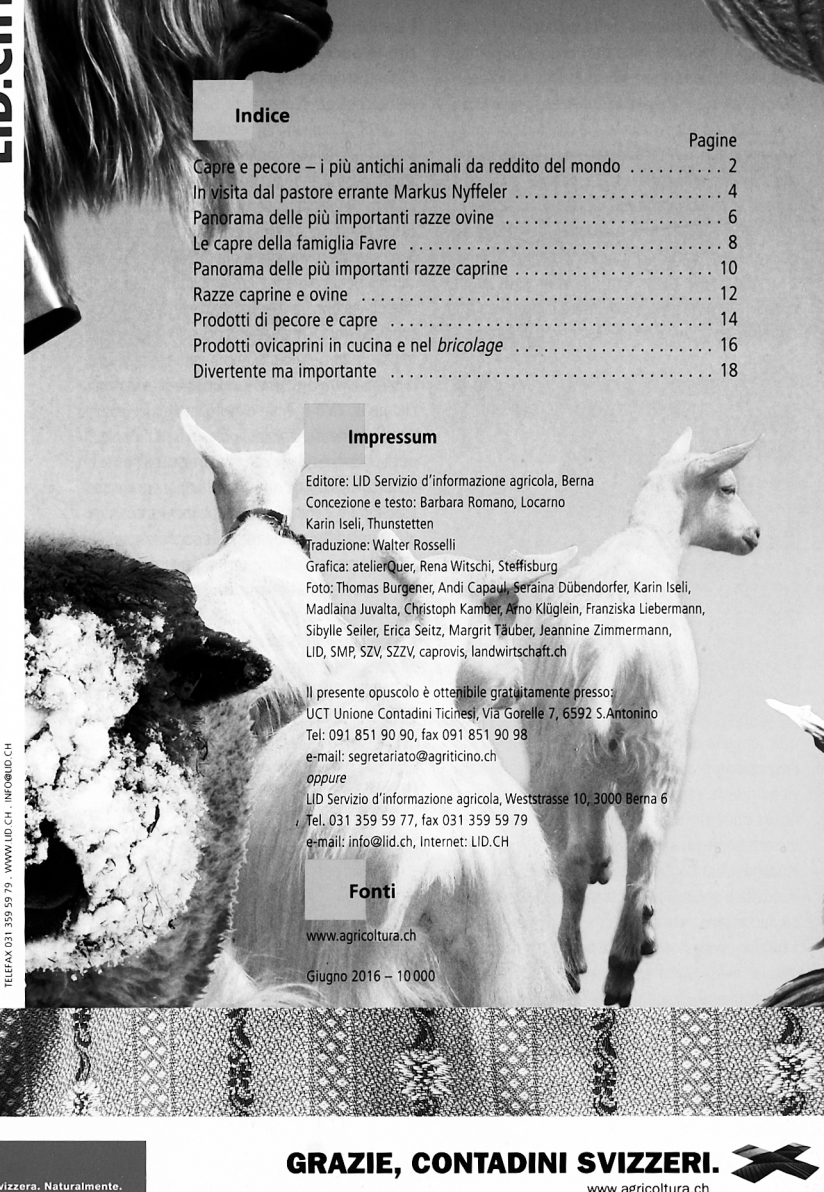 LID.CH
Indice
Pagine
Capre e pecore – i più antichi animali da reddito del mondo . . . . . . . . . . 2
In visita dal pastore errante Markus Nyffeler . . . . . . . . . . . . . . . . . . . . . . 4
Panorama delle più importanti razze ovine . . . . . . . . . . . . . . . . . . . . . . . 6
Le capre della famiglia Favre . . . . . . . . . . . . . . . . . . . . . . . . . . . . . . . . . 8
Panorama delle più importanti razze caprine . . . . . . . . . . . . . . . . . . . . . 10
Razze caprine e ovine . . . . . . . . . . . . . . . . . . . . . . . . . . . . . . . . . . . . . 12
Prodotti di pecore e capre . . . . . . . . . . . . . . . . . . . . . . . . . . . . . . . . . . 14
Prodotti ovicaprini in cucina e nel bricolage . . . . . . . . . . . . . . . . . . . . . 16
Divertente ma importante . . . . . . . . . . . . . . . . . . . . . . . . . . . . . . . . . . 18
Impressum
Editore: LID Servizio d'informazione agricola, Berna
Concezione e testo: Barbara Romano, Locarno
Karin Iseli, Thunstetten
Traduzione: Walter Rosselli
Grafica: atelierQuer, Rena Witschi, Steffisburg
Foto: Thomas Burgener, Andi Capaul, Seraina Dübendorfer, Karin Iseli,
Madlaina Juvalta, Christoph Kamber, Arno Klüglein, Franziska Liebermann,
Sibylle Seiler, Erica Seitz, Margrit Täuber, Jeannine Zimmermann,
LID, SMP, SZV, SZZV, caprovis, landwirtschaft.ch
Il presente opuscolo è ottenibile gratuitamente presso:
UCT Unione Contadini Ticinesi, Via Gorelle 7, 6592 S.Antonino
Tel: 091 851 90 90, fax 091 851 90 98
e-mail: segretariato@agriticino.ch
oppure
LID Servizio d'informazione agricola, Weststrasse 10, 3000 Berna 6
Tel. 031 359 59 77, fax 031 359 59 79
e-mail: info@lid.ch, Internet: LID.CH
Fonti
www.agricoltura.ch
Giugno 2016 – 10 000
TELEFAX 031 359 59 79 . WWW.LID.CH . INFO@LID.CH
vizzera. Naturalmente.
GRAZIE, CONTADINI SVIZZERI.
www.agricoltura.ch